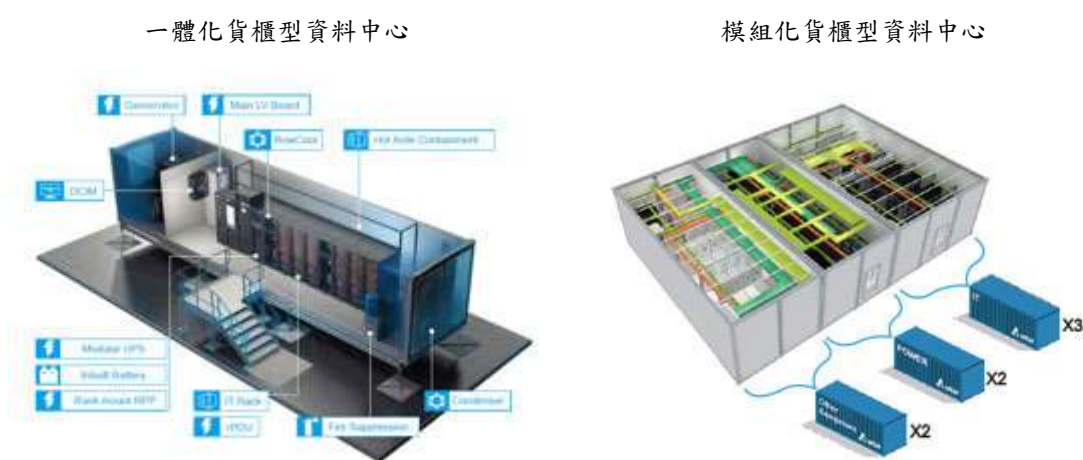 一體化貨櫃型資料中心
模組化貨櫃型資料中心
Generator
Main LV Board
RowCool
Hot Aisle Containment
DCIM
Modular UPS
Inbuilt Battery
Rack mount RPP
IT Rack
rPDU
Fire Suppression
Condenser
IT
X3
POWER
X2
Other
Equipment
X2